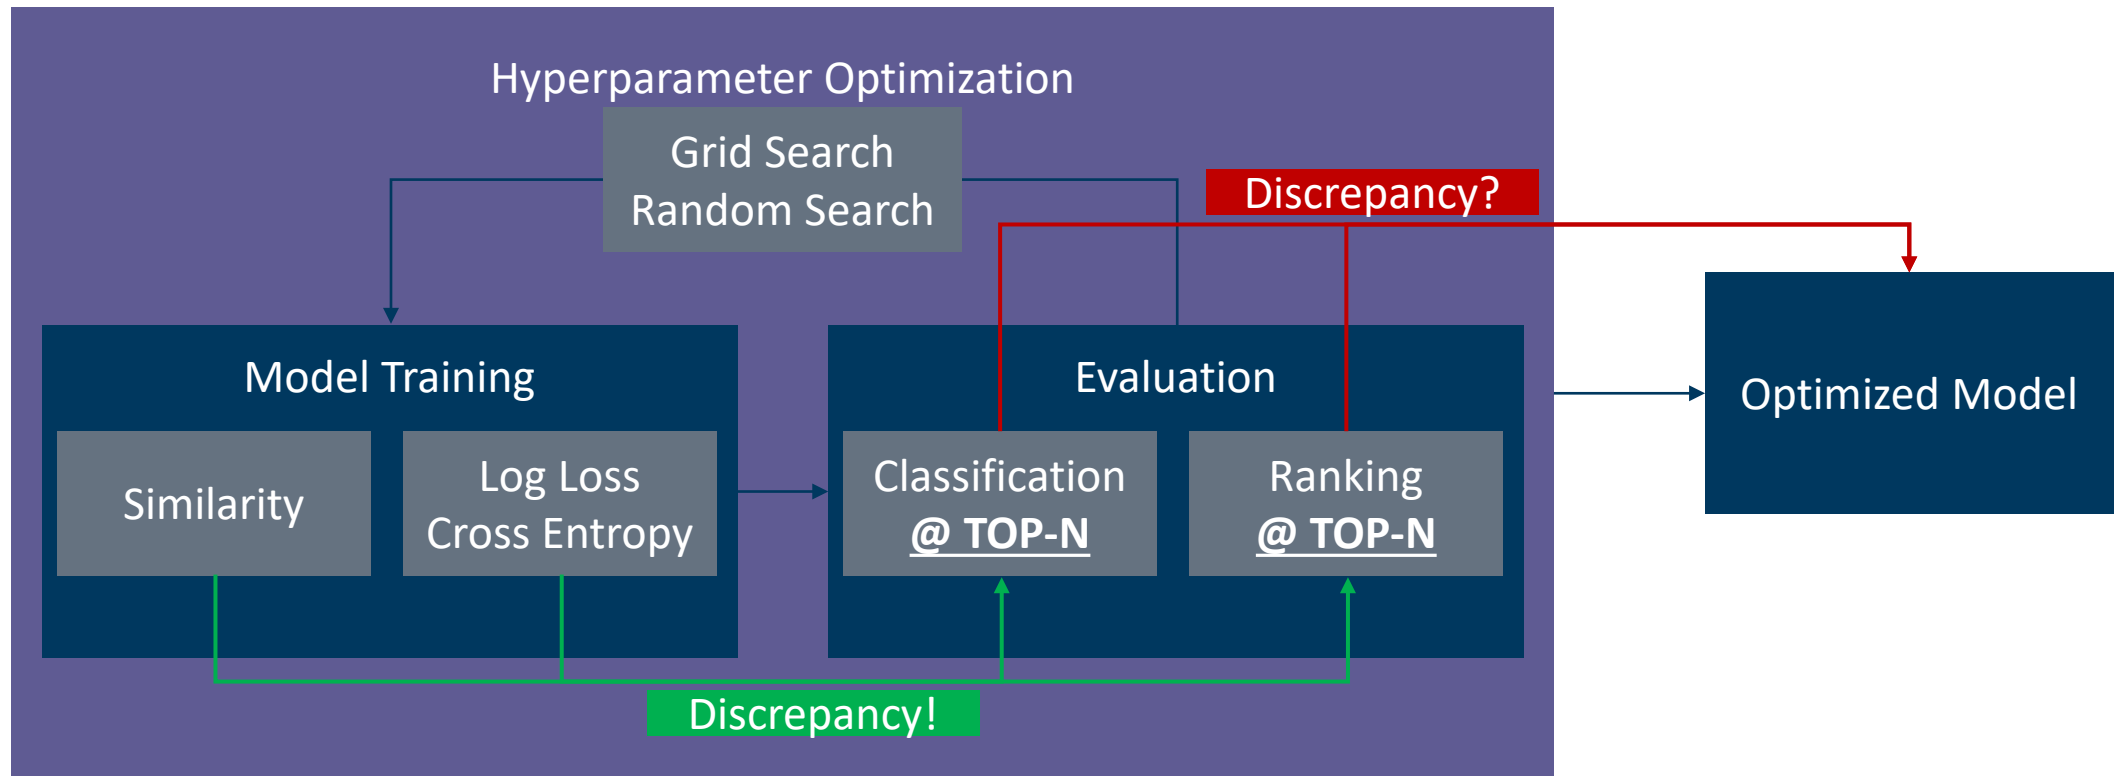 Hyperparameter Optimization
Grid Search
Random Search
Discrepancy?
Model Training
Similarity
Log Loss
Cross Entropy
Evaluation
Classification
@ TOP-N
Ranking
@ TOP-N
Optimized Model
Discrepancy!